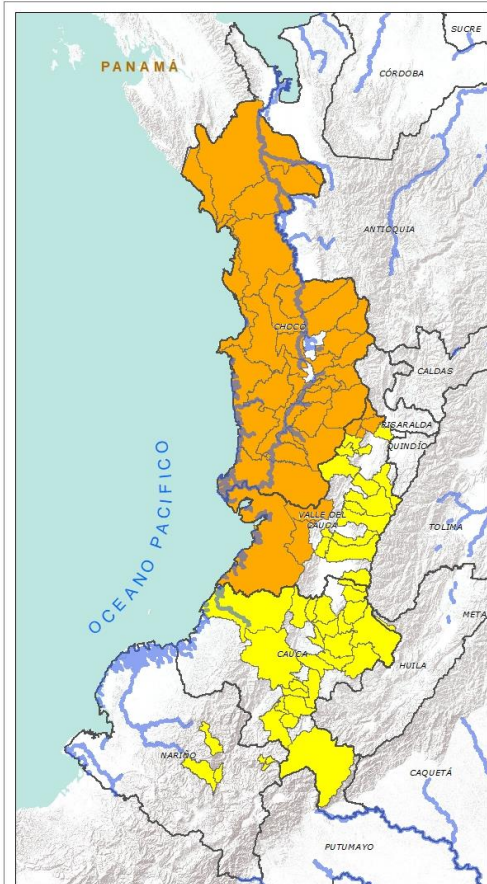 SUCRE
PANAMÁ
CÓRDOBA
ANTIOQUIA
CHOCO
CALDAS
RISARALDA
QUINDÍO
VALLE DEL
CAUCA
TOLIMA
OCEANO PACIFICO
META
CAUCA
HUILA
NARIÑO
CAQUETÁ
PUTUMAYO